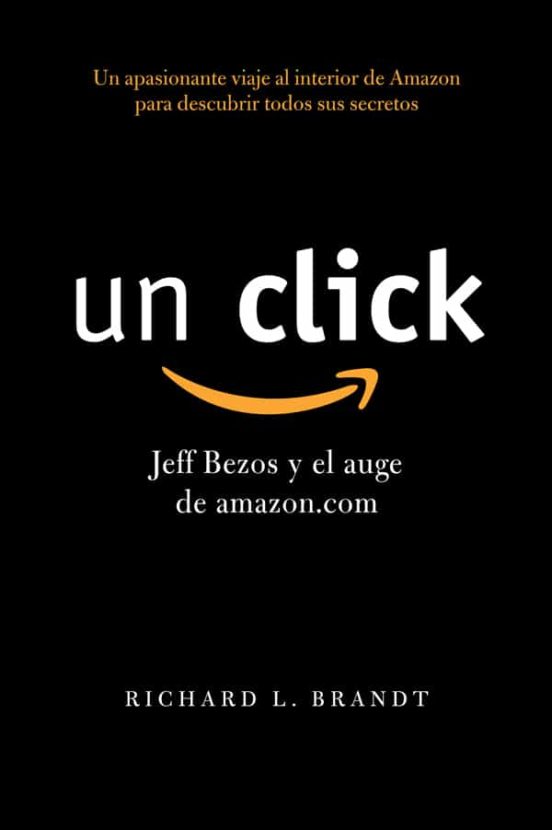 Un apasionante viaje al interior de Amazon
para descubrir todos sus secretos
un click
Jeff Bezos y el auge
de amazon.com
RICHARD L. BRANDT